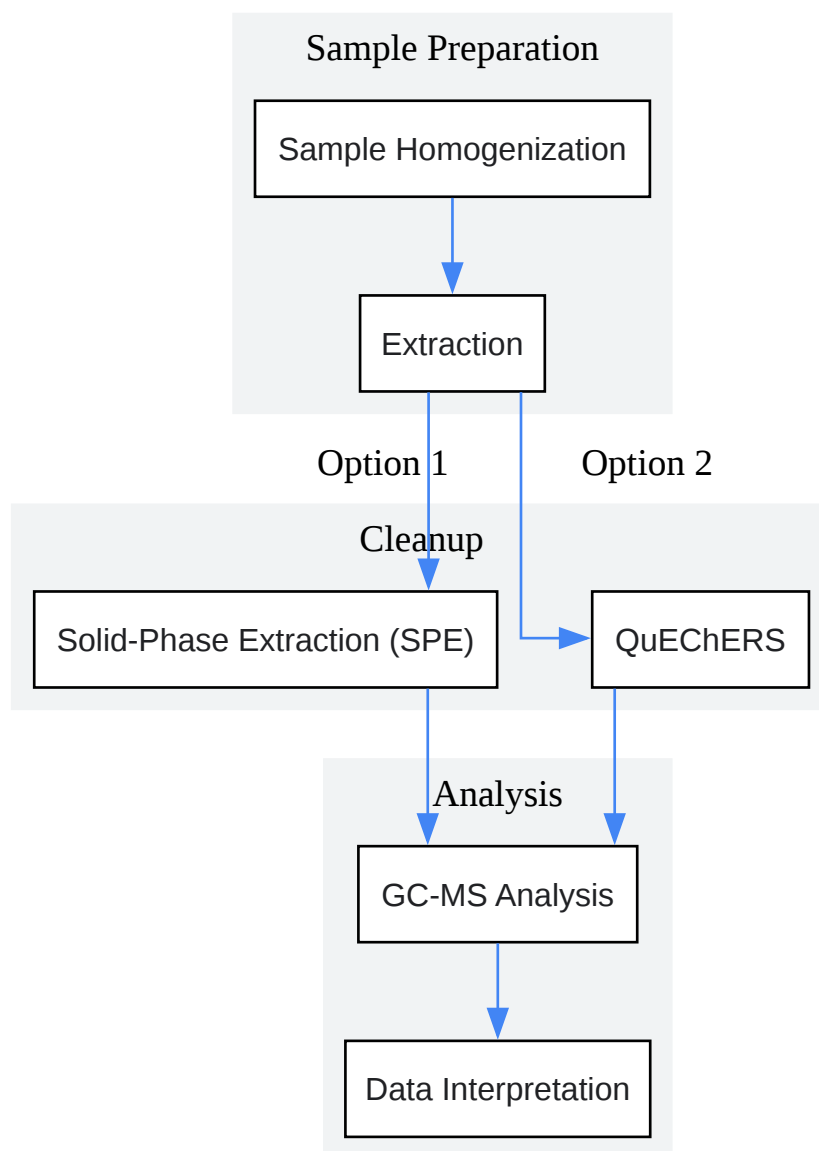 Sample Preparation
Sample Homogenization
Extraction
Option 1
Option 2
Cleanup
Solid-Phase Extraction (SPE)
QuEChERS
Analysis
GC-MS Analysis
Data Interpretation